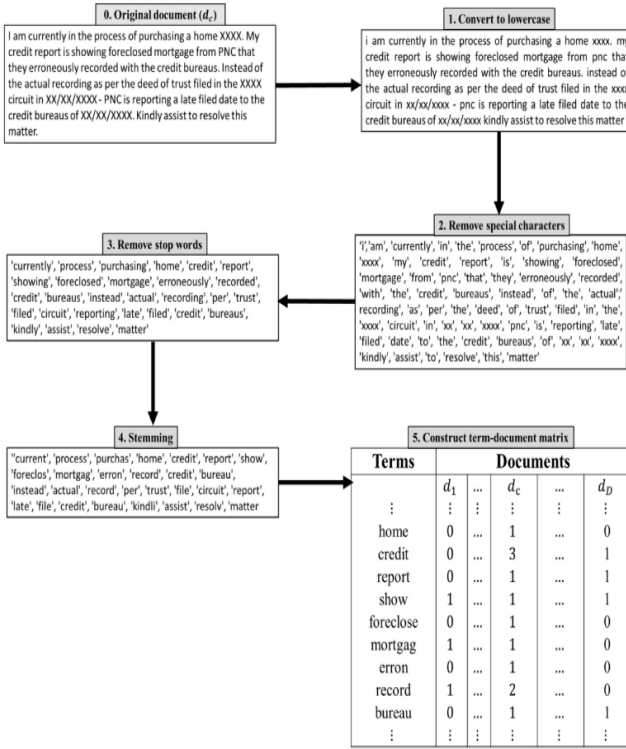 0. Original document (d_c)
I am currently in the process of purchasing a home XXXX. My
credit report is showing foreclosed mortgage from PNC that
they erroneously recorded with the credit bureaus. Instead of
the actual recording as per the deed of trust filed in the XXXX
circuit in XX/XX/XXXX - PNC is reporting a late filed date to the
credit bureaus of XX/XX/XXXX. Kindly assist to resolve this
matter.
1. Convert to lowercase
i am currently in the process of purchasing a home xxxx. my
credit report is showing foreclosed mortgage from pnc tha
they erroneously recorded with the credit bureaus. instead o
the actual recording as per the deed of trust filed in the xxx
circuit in xx/xx/xxxx - pnc is reporting a late filed date to the
credit bureaus of xx/xx/xxxx kindly assist to resolve this matter
2. Remove special characters
'i','am', 'currently', 'in', 'the', 'process', 'of', 'purchasing', 'home',
'xxxx', 'my', 'credit', 'report', 'is', 'showing', 'foreclosed',
'mortgage', 'from', 'pnc', 'that', 'they', 'erroneously', 'recorded',
'with', 'the', 'credit', 'bureaus', 'instead', 'of', 'the', 'actual','
recording', 'as', 'per', 'the', 'deed', 'of', 'trust', 'filed', 'in', 'the',
'xxxx', 'circuit', 'in', 'xx', 'xx', 'xxxx', 'pnc', 'is', 'reporting', 'late',
'filed', 'date', 'to', 'the', 'credit', 'bureaus', 'of', 'xx', 'xx', 'xxxx',
'kindly', 'assist', 'to', 'resolve', 'this', 'matter'
3. Remove stop words
'currently', 'process', 'purchasing', 'home', 'credit', 'report',
'showing', 'foreclosed', 'mortgage', 'erroneously', 'recorded',
'credit', 'bureaus', 'instead', 'actual', 'recording', 'per', 'trust',
'filed', 'circuit', 'reporting', 'late', 'filed', 'credit', 'bureaus',
'kindly', 'assist', 'resolve', 'matter'
4. Stemming
"current', 'process', 'purchas', 'home', 'credit', 'report', 'show',
'foreclos', 'mortgag', 'erron', 'record', 'credit', 'bureau',
'instead', 'actual', 'record', 'per', 'trust', 'file', 'circuit', 'report',
'late', 'file', 'credit', 'bureau', 'kindli', 'assist', 'resolv', 'matter
5. Construct term-document matrix
Terms Documents
d_1 ... d_c ... d_D
⋮ ⋮ ⋮ ⋮ ⋮ ⋮
home 0 ... 1 ... 0
credit 0 ... 3 ... 1
report 0 ... 1 ... 1
show 1 ... 1 ... 1
foreclose 0 ... 1 ... 0
mortgag 1 ... 1 ... 0
erron 0 ... 1 ... 0
record 1 ... 2 ... 0
bureau 0 ... 1 ... 1
⋮ ⋮ ⋮ ⋮ ⋮ ⋮